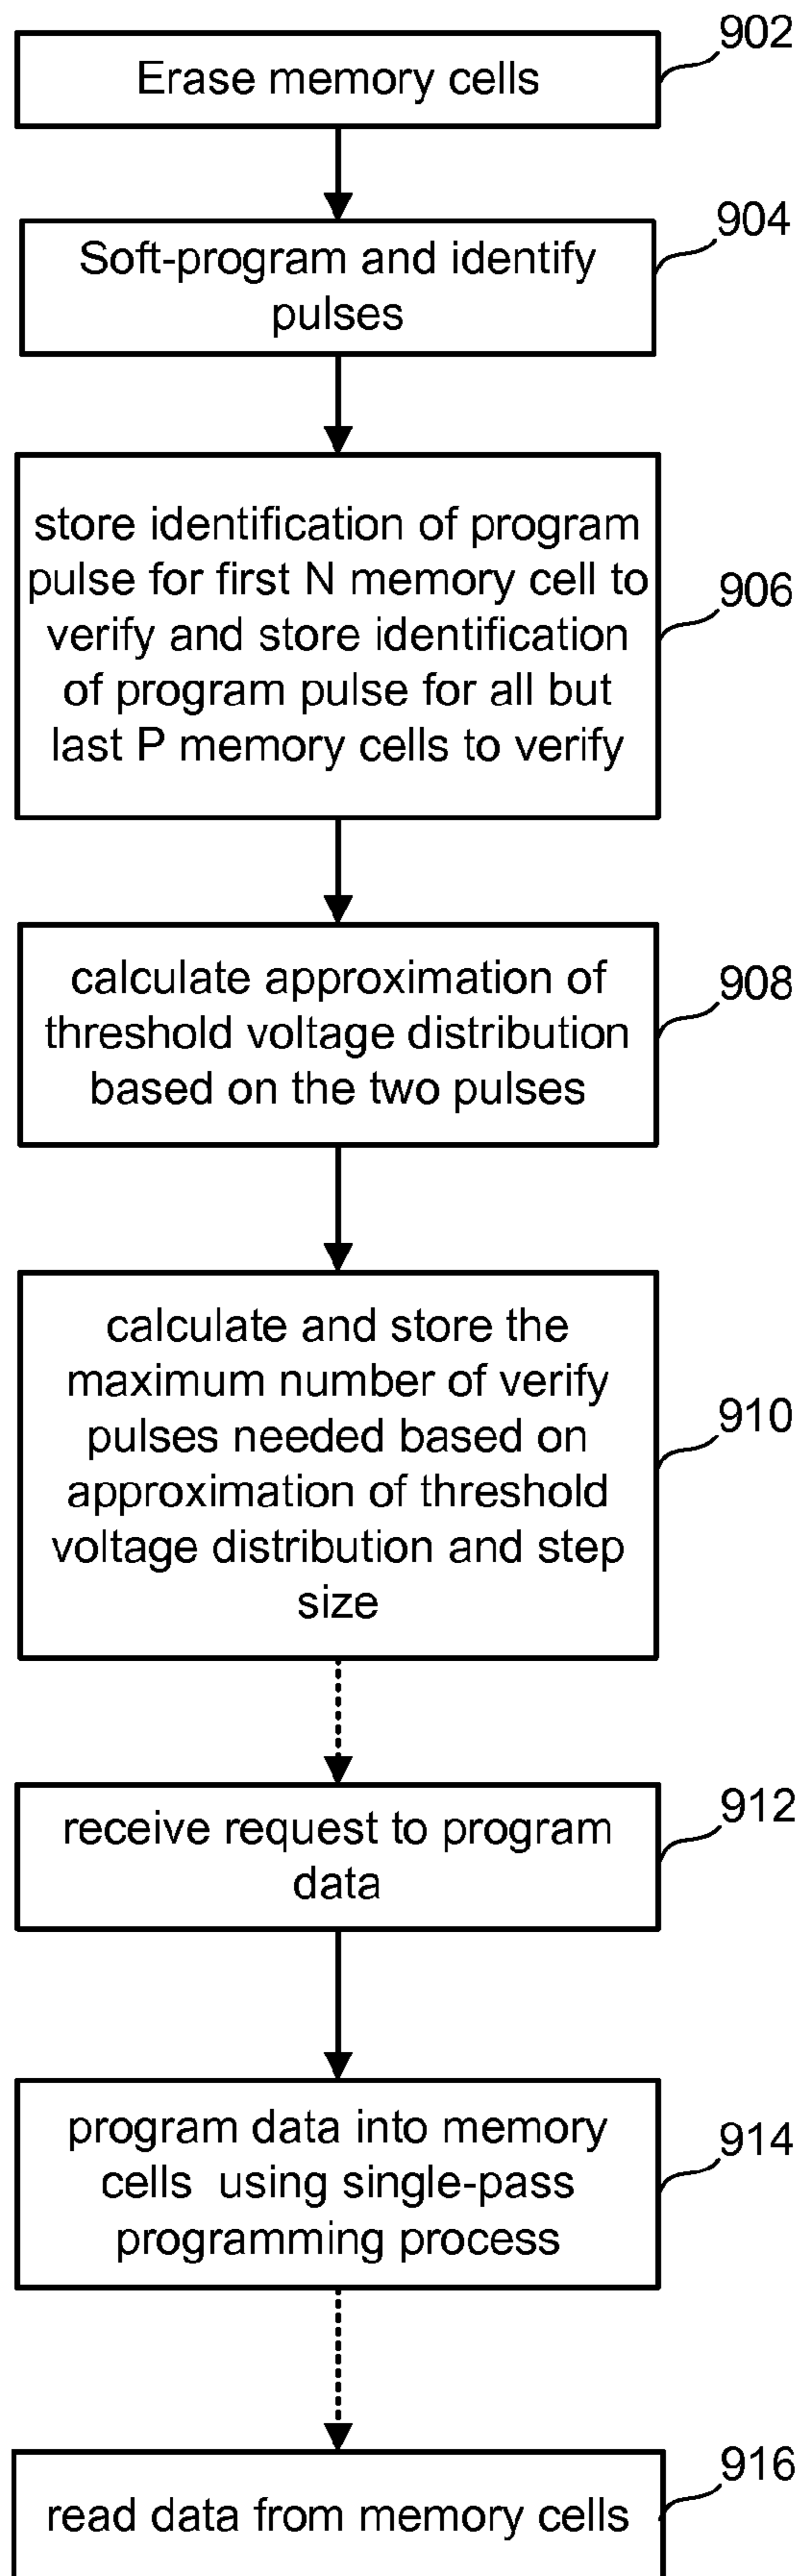 902
Erase memory cells
904
Soft-program and identify
pulses
store identification of program
pulse for first N memory cell to
verify and store identification
of program pulse for all but
last P memory cells to verify
906
calculate approximation of
threshold voltage distribution
based on the two pulses
908
calculate and store the
maximum number of verify
pulses needed based on
approximation of threshold
voltage distribution and step
size
910
receive request to program
data
912
program data into memory
cells using single-pass
programming process
914
read data from memory cells
916